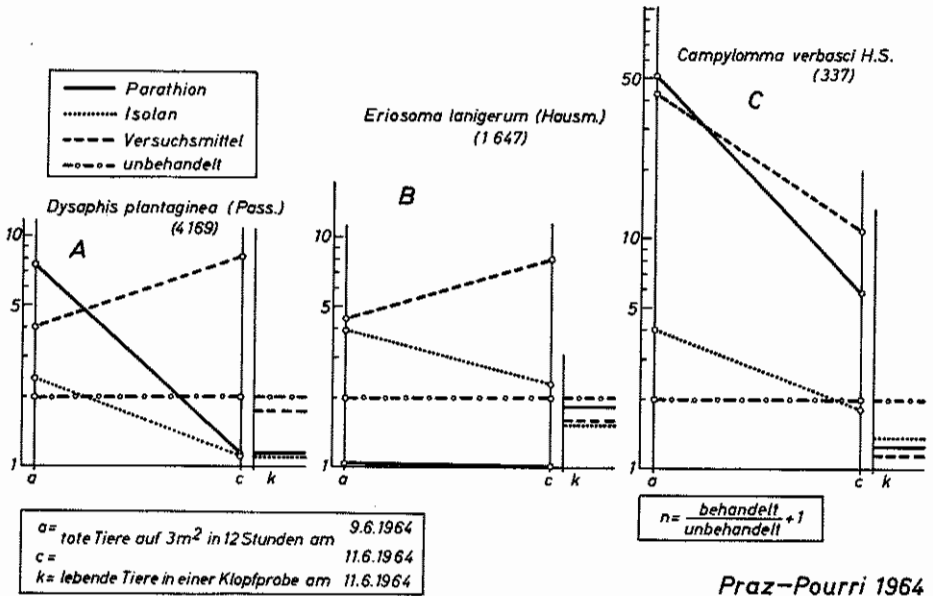 Parathion
Isolan
Versuchsmittel
unbehandelt
Dysaphis plantaginea (Pass.)
(4169)
A
10
5
1
a
c
k
Eriosoma lanigerum (Hausm.)
(1647)
B
10
5
1
a
c
k
Campylomma verbasci H.S.
(337)
C
50
10
5
1
a
c
k
a= tote Tiere auf 3m² in 12 Stunden am 9.6.1964
c= 11.6.1964
k= lebende Tiere in einer Klopfprobe am 11.6.1964
n= behandelt/unbehandelt +1
Praz-Pourri 1964